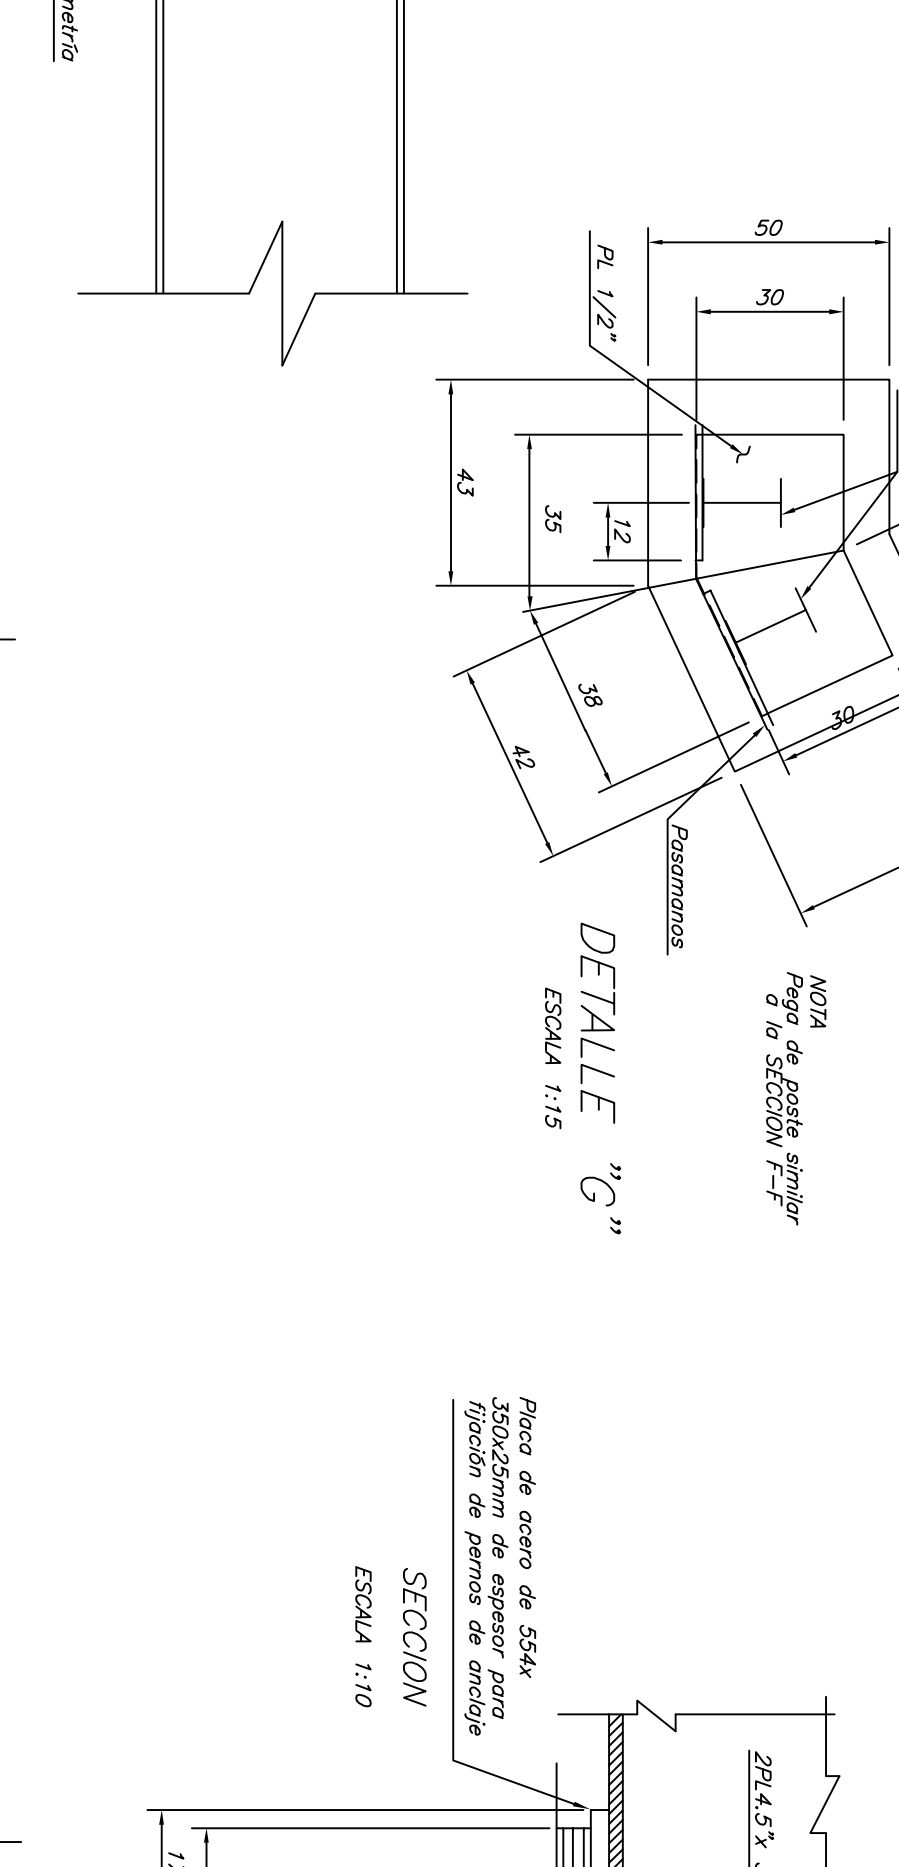 metría
50
30
PL 1/2"
43
35
12
38
42
30
Pasamanos
NOTA
Pega de poste similar
a la SECCION F-F
DETALLE "G"
ESCALA 1:15
Placa de acero de 554x
350x25mm de espesor para
fijación de pernos de anclaje
SECCION
ESCALA 1:10
2PL4.5"x